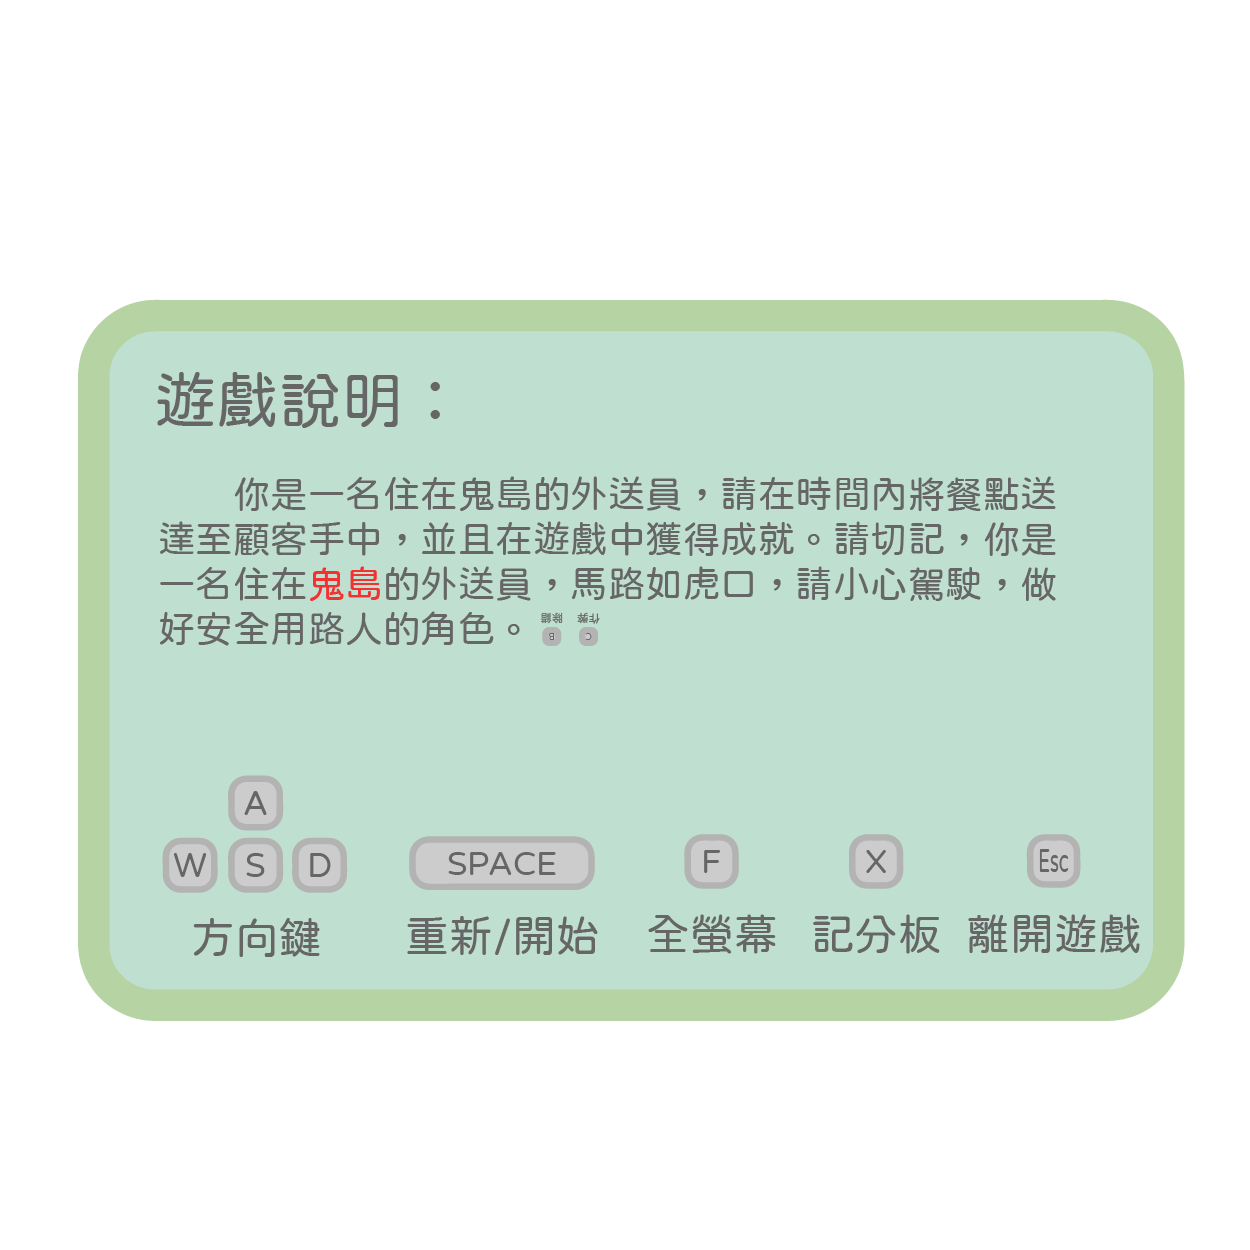 遊戲說明：
你是一名住在鬼島的外送員，請在時間內將餐點送
達至顧客手中，並且在遊戲中獲得成就。請切記，你是
一名住在鬼島的外送員，馬路如虎口，請小心駕駛，做
好安全用路人的角色。
除錯 作弊
B C
A
W S D SPACE F X Esc
方向鍵 重新/開始 全螢幕 記分板 離開遊戲